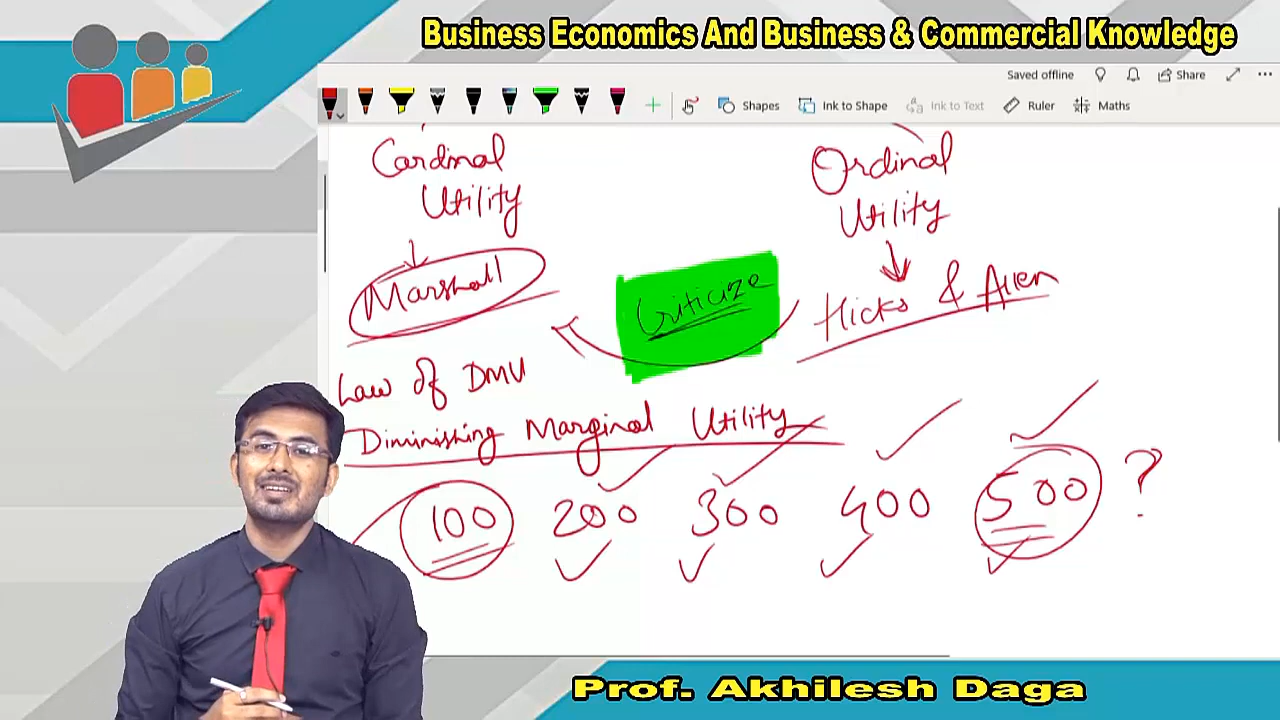 Business Economics And Business & Commercial Knowledge
Saved offline
Share
Shapes
Ink to Shape
Ink to Text
Ruler
Maths
Cardinal
Utility
Ordinal
Utility
Marshall
Criticize
Hicks & Allen
Law of DMU
Diminishing Marginal Utility
100 200 300 400 500 ?
Prof. Akhilesh Daga